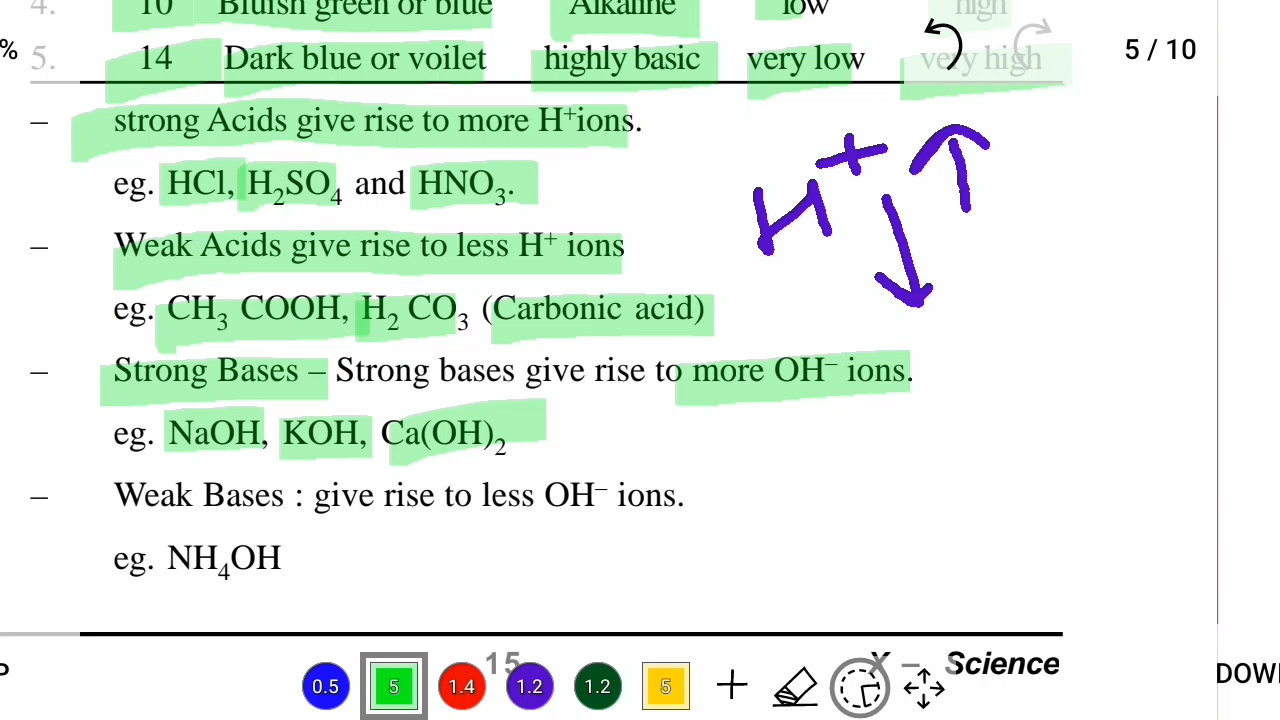 4. 10 Bluish green or blue Alkaline low high
5. 14 Dark blue or voilet highly basic very low very high
5 / 10
%
– strong Acids give rise to more H⁺ions.
eg. HCl, H₂SO₄ and HNO₃.
H⁺ ↓ ↑
– Weak Acids give rise to less H⁺ ions
eg. CH₃ COOH, H₂ CO₃ (Carbonic acid)
– Strong Bases – Strong bases give rise to more OH⁻ ions.
eg. NaOH, KOH, Ca(OH)₂
– Weak Bases : give rise to less OH⁻ ions.
eg. NH₄OH
15 X – Science
0.5 5 1.4 1.2 1.2 5